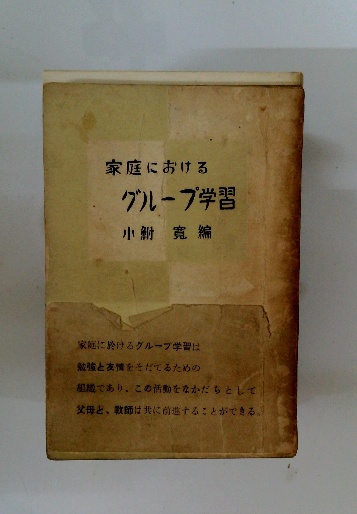 家庭における
グループ学習
小鮒 寛 編
家庭に於けるグループ学習は
勉強と友情をそだてるための
組織であり、この活動をなかだちとして
父母と、教師は共に前進することができる。